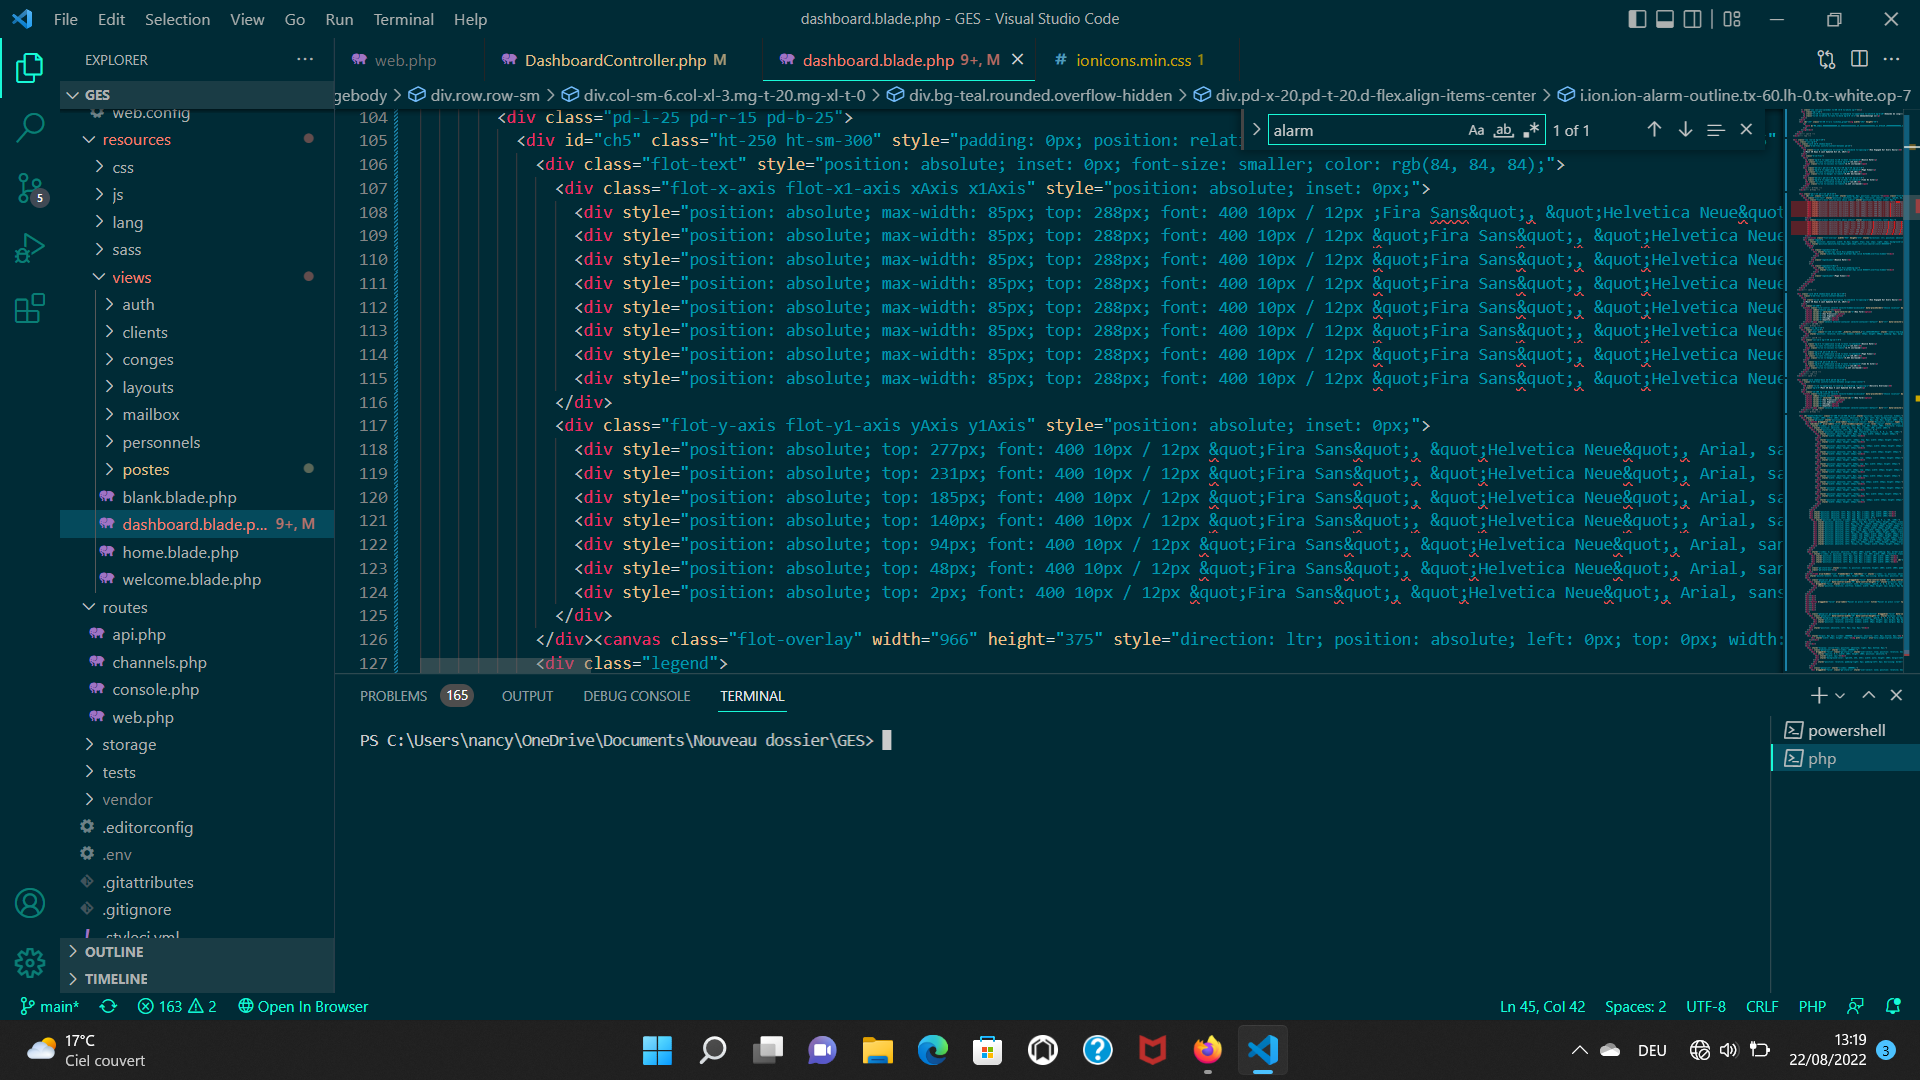 File Edit Selection View Go Run Terminal Help
dashboard.blade.php - GES - Visual Studio Code
EXPLORER
GES
web.config
resources
css
js
lang
sass
views
auth
clients
conges
layouts
mailbox
personnels
postes
blank.blade.php
dashboard.blade.p... 9+, M
home.blade.php
welcome.blade.php
routes
api.php
channels.php
console.php
web.php
storage
tests
vendor
.editorconfig
.env
.gitattributes
.gitignore
.styleci.yml
OUTLINE
TIMELINE
5
web.php
DashboardController.php M
dashboard.blade.php 9+, M
ionicons.min.css 1
gebody > div.row.row-sm > div.col-sm-6.col-xl-3.mg-t-20.mg-xl-t-0 > div.bg-teal.rounded.overflow-hidden > div.pd-x-20.pd-t-20.d-flex.align-items-center > i.ion.ion-alarm-outline.tx-60.lh-0.tx-white.op-7
alarm
Aa ab
1 of 1
104 <div class="pd-l-25 pd-r-15 pd-b-25">
105 <div id="ch5" class="ht-250 ht-sm-300" style="padding: 0px; position: relat
106 <div class="flot-text" style="position: absolute; inset: 0px; font-size: smaller; color: rgb(84, 84, 84);">
107 <div class="flot-x-axis flot-x1-axis xAxis x1Axis" style="position: absolute; inset: 0px;">
108 <div style="position: absolute; max-width: 85px; top: 288px; font: 400 10px / 12px ;Fira Sans&quot;, &quot;Helvetica Neue&quot
109 <div style="position: absolute; max-width: 85px; top: 288px; font: 400 10px / 12px &quot;Fira Sans&quot;, &quot;Helvetica Neue
110 <div style="position: absolute; max-width: 85px; top: 288px; font: 400 10px / 12px &quot;Fira Sans&quot;, &quot;Helvetica Neue
111 <div style="position: absolute; max-width: 85px; top: 288px; font: 400 10px / 12px &quot;Fira Sans&quot;, &quot;Helvetica Neue
112 <div style="position: absolute; max-width: 85px; top: 288px; font: 400 10px / 12px &quot;Fira Sans&quot;, &quot;Helvetica Neue
113 <div style="position: absolute; max-width: 85px; top: 288px; font: 400 10px / 12px &quot;Fira Sans&quot;, &quot;Helvetica Neue
114 <div style="position: absolute; max-width: 85px; top: 288px; font: 400 10px / 12px &quot;Fira Sans&quot;, &quot;Helvetica Neue
115 <div style="position: absolute; max-width: 85px; top: 288px; font: 400 10px / 12px &quot;Fira Sans&quot;, &quot;Helvetica Neue
116 </div>
117 <div class="flot-y-axis flot-y1-axis yAxis y1Axis" style="position: absolute; inset: 0px;">
118 <div style="position: absolute; top: 277px; font: 400 10px / 12px &quot;Fira Sans&quot;, &quot;Helvetica Neue&quot;, Arial, sa
119 <div style="position: absolute; top: 231px; font: 400 10px / 12px &quot;Fira Sans&quot;, &quot;Helvetica Neue&quot;, Arial, sa
120 <div style="position: absolute; top: 185px; font: 400 10px / 12px &quot;Fira Sans&quot;, &quot;Helvetica Neue&quot;, Arial, sa
121 <div style="position: absolute; top: 140px; font: 400 10px / 12px &quot;Fira Sans&quot;, &quot;Helvetica Neue&quot;, Arial, sa
122 <div style="position: absolute; top: 94px; font: 400 10px / 12px &quot;Fira Sans&quot;, &quot;Helvetica Neue&quot;, Arial, san
123 <div style="position: absolute; top: 48px; font: 400 10px / 12px &quot;Fira Sans&quot;, &quot;Helvetica Neue&quot;, Arial, san
124 <div style="position: absolute; top: 2px; font: 400 10px / 12px &quot;Fira Sans&quot;, &quot;Helvetica Neue&quot;, Arial, sans
125 </div>
126 </div><canvas class="flot-overlay" width="966" height="375" style="direction: ltr; position: absolute; left: 0px; top: 0px; width:
127 <div class="legend">
PROBLEMS 165 OUTPUT DEBUG CONSOLE TERMINAL
PS C:\Users\nancy\OneDrive\Documents\Nouveau dossier\GES>
powershell
php
main* 163 2 Open In Browser
Ln 45, Col 42 Spaces: 2 UTF-8 CRLF PHP
17°C
Ciel couvert
DEU
13:19
22/08/2022
3